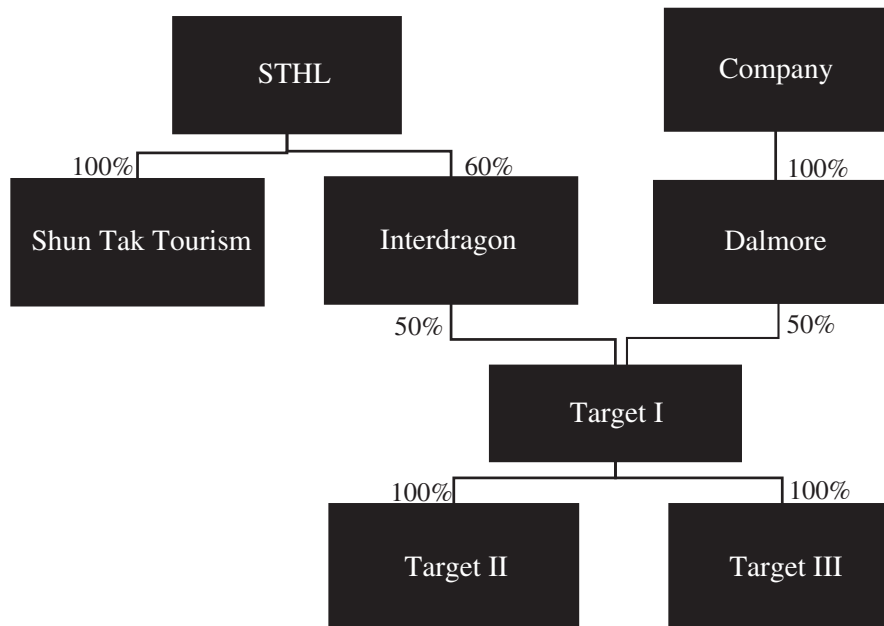 STHL
Company
100%
60%
100%
Shun Tak Tourism
Interdragon
Dalmore
50%
50%
Target I
100%
100%
Target II
Target III